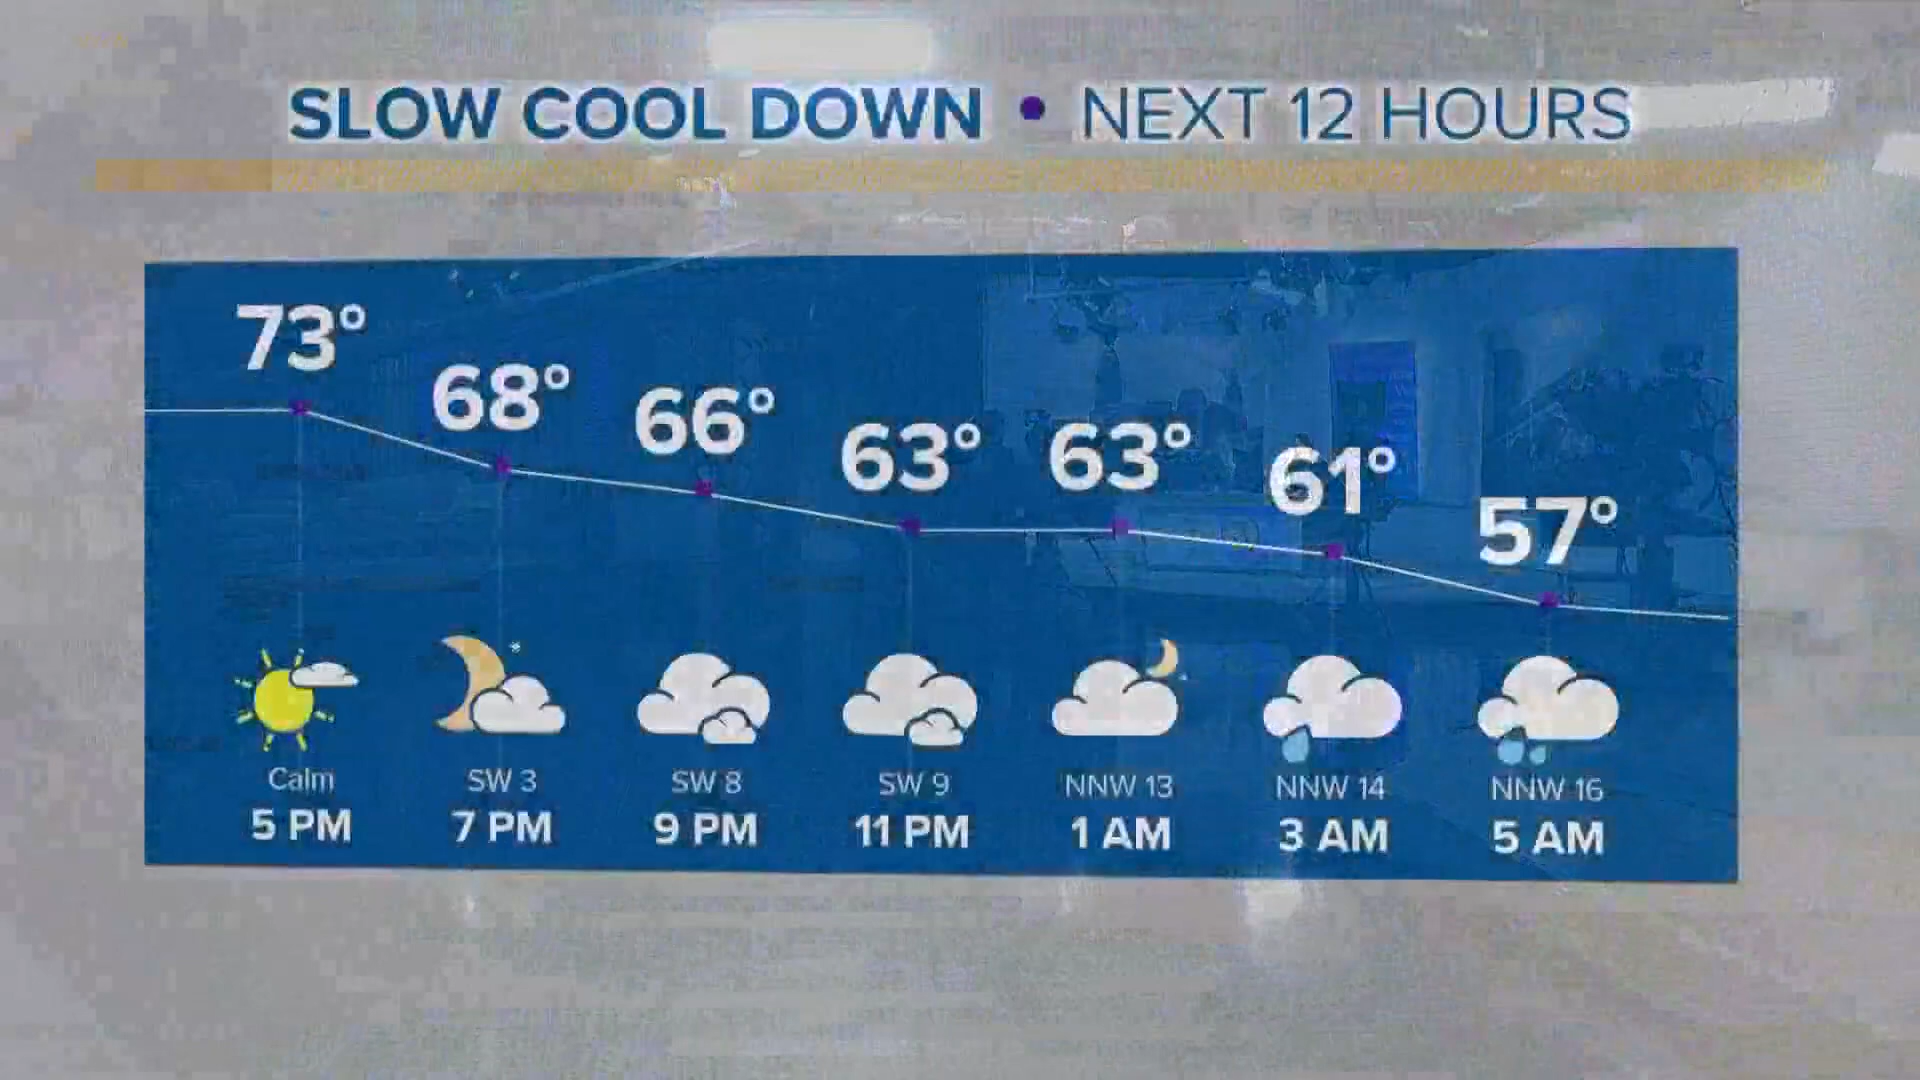 SLOW COOL DOWN • NEXT 12 HOURS
73° 68° 66° 63° 63° 61° 57°
Calm SW 3 SW 8 SW 9 NNW 13 NNW 14 NNW 16
5 PM 7 PM 9 PM 11 PM 1 AM 3 AM 5 AM